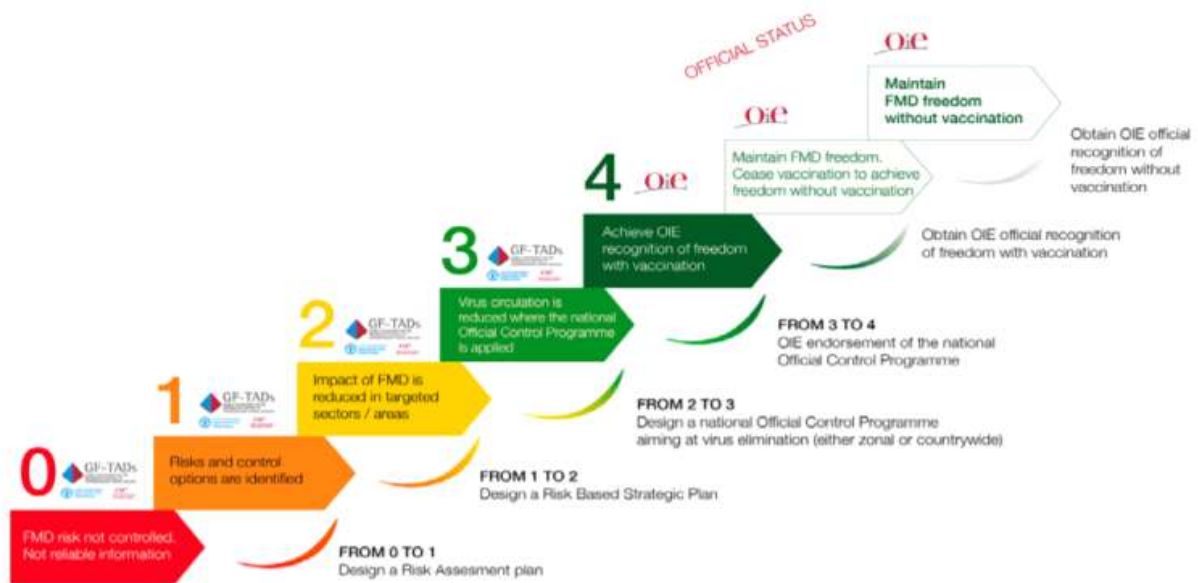 OFFICIAL STATUS
OiE
Maintain
FMD freedom
without vaccination
Obtain OIE official
recognition of
freedom without
vaccination
OiE
Maintain FMD freedom.
Cease vaccination to achieve
freedom without vaccination
Obtain OIE official recognition
of freedom with vaccination
4
OiE
Achieve OIE
recognition of freedom
with vaccination
FROM 3 TO 4
OIE endorsement of the national
Official Control Programme
3
GF-TADs
Virus circulation is
reduced where the national
Official Control Programme
is applied
FROM 2 TO 3
Design a national Official Control Programme
aiming at virus elimination (either zonal or countrywide)
2
GF-TADs
Impact of FMD is
reduced in targeted
sectors / areas
FROM 1 TO 2
Design a Risk Based Strategic Plan
1
GF-TADs
Risks and control
options are identified
FROM 0 TO 1
Design a Risk Assesment plan
0
GF-TADs
FMD risk not controlled.
Not reliable information